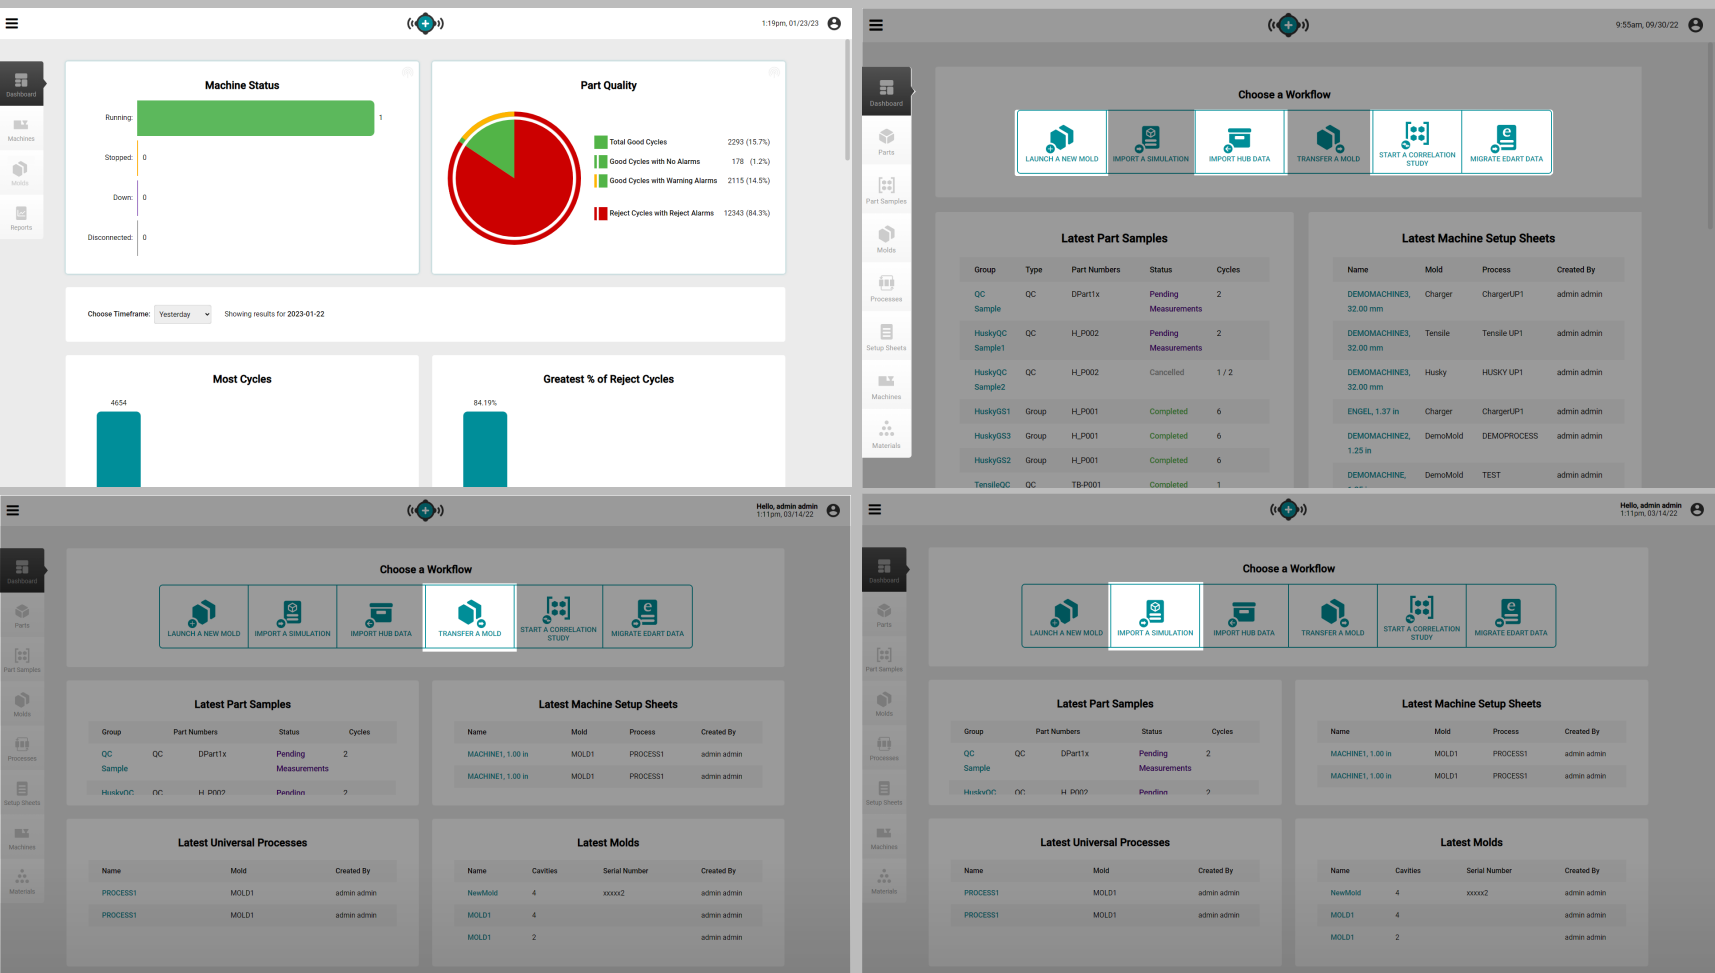 1:19pm, 01/23/23
Dashboard
Machines
Molds
Reports
Machine Status
Running: 1
Stopped: 0
Down: 0
Disconnected: 0
Part Quality
Total Good Cycles 2293 (15.7%)
Good Cycles with No Alarms 178 (1.2%)
Good Cycles with Warning Alarms 2115 (14.5%)
Reject Cycles with Reject Alarms 12343 (84.3%)
Choose Timeframe: Yesterday Showing results for 2023-01-22
Most Cycles
4654
Greatest % of Reject Cycles
84.19%
9:55am, 09/30/22
Dashboard
Parts
Part Samples
Molds
Processes
Setup Sheets
Machines
Materials
Choose a Workflow
LAUNCH A NEW MOLD
IMPORT A SIMULATION
IMPORT HUB DATA
TRANSFER A MOLD
START A CORRELATION
STUDY
MIGRATE EDART DATA
Latest Part Samples
Group Type Part Numbers Status Cycles
QC QC DPart1x Pending 2
Sample Measurements
HuskyQC QC H_P002 Pending 2
Sample1 Measurements
HuskyQC QC H_P002 Cancelled 1 / 2
Sample2
HuskyGS1 Group H_P001 Completed 6
HuskyGS3 Group H_P001 Completed 6
HuskyGS2 Group H_P001 Completed 6
TensileQC QC TB-P001 Completed 1
Latest Machine Setup Sheets
Name Mold Process Created By
DEMOMACHINE3, Charger ChargerUP1 admin admin
32.00 mm
DEMOMACHINE3, Tensile Tensile UP1 admin admin
32.00 mm
DEMOMACHINE3, Husky HUSKY UP1 admin admin
32.00 mm
ENGEL, 1.37 in Charger ChargerUP1 admin admin
DEMOMACHINE2, DemoMold DEMOPROCESS admin admin
1.25 in
DEMOMACHINE, DemoMold TEST admin admin
Hello, admin admin
1:11pm, 03/14/22
Dashboard
Parts
Part Samples
Molds
Processes
Setup Sheets
Machines
Materials
Choose a Workflow
LAUNCH A NEW MOLD
IMPORT A SIMULATION
IMPORT HUB DATA
TRANSFER A MOLD
START A CORRELATION
STUDY
MIGRATE EDART DATA
Latest Part Samples
Group Part Numbers Status Cycles
QC QC DPart1x Pending 2
Sample Measurements
HuskyQC QC H_P002 Pending 2
Latest Machine Setup Sheets
Name Mold Process Created By
MACHINE1, 1.00 in MOLD1 PROCESS1 admin admin
MACHINE1, 1.00 in MOLD1 PROCESS1 admin admin
Latest Universal Processes
Name Mold Created By
PROCESS1 MOLD1 admin admin
PROCESS1 MOLD1 admin admin
Latest Molds
Name Cavities Serial Number Created By
NewMold 4 xxxxx2 admin admin
MOLD1 4 admin admin
MOLD1 2 admin admin
Hello, admin admin
1:11pm, 03/14/22
Dashboard
Parts
Part Samples
Molds
Processes
Setup Sheets
Machines
Materials
Choose a Workflow
LAUNCH A NEW MOLD
IMPORT A SIMULATION
IMPORT HUB DATA
TRANSFER A MOLD
START A CORRELATION
STUDY
MIGRATE EDART DATA
Latest Part Samples
Group Part Numbers Status Cycles
QC QC DPart1x Pending 2
Sample Measurements
HuskyQC QC H_P002 Pending 2
Latest Machine Setup Sheets
Name Mold Process Created By
MACHINE1, 1.00 in MOLD1 PROCESS1 admin admin
MACHINE1, 1.00 in MOLD1 PROCESS1 admin admin
Latest Universal Processes
Name Mold Created By
PROCESS1 MOLD1 admin admin
PROCESS1 MOLD1 admin admin
Latest Molds
Name Cavities Serial Number Created By
NewMold 4 xxxxx2 admin admin
MOLD1 4 admin admin
MOLD1 2 admin admin